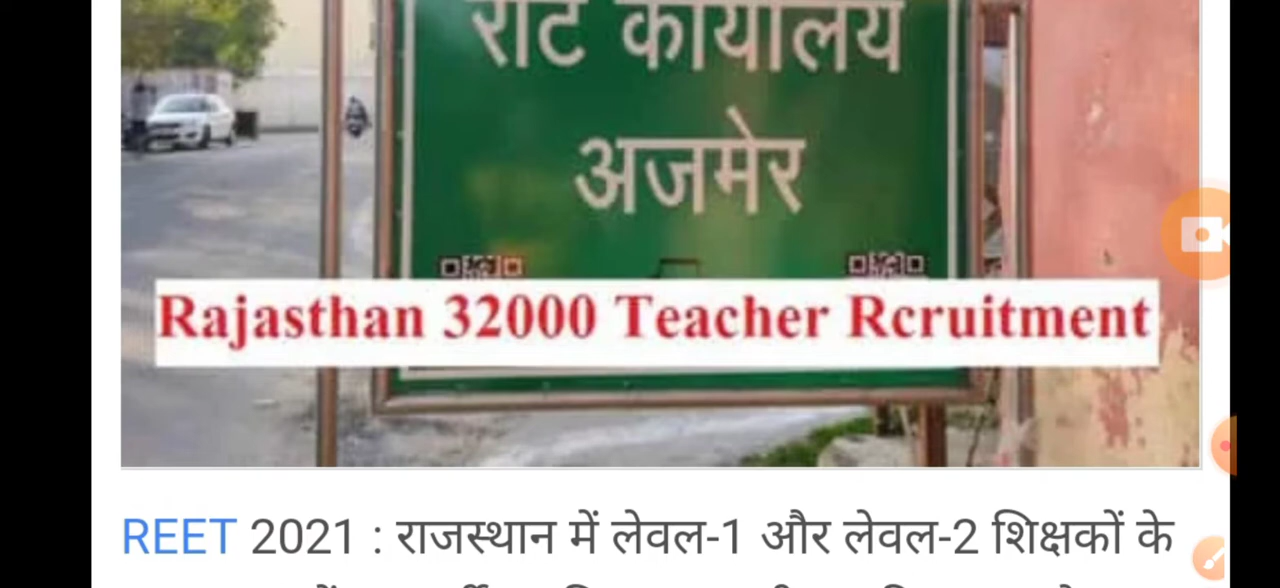 रीट कार्यालय
अजमेर
Rajasthan 32000 Teacher Rcruitment
REET 2021 : राजस्थान में लेवल-1 और लेवल-2 शिक्षकों के